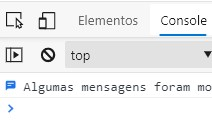 Elementos Console
top
Algumas mensagens foram mo